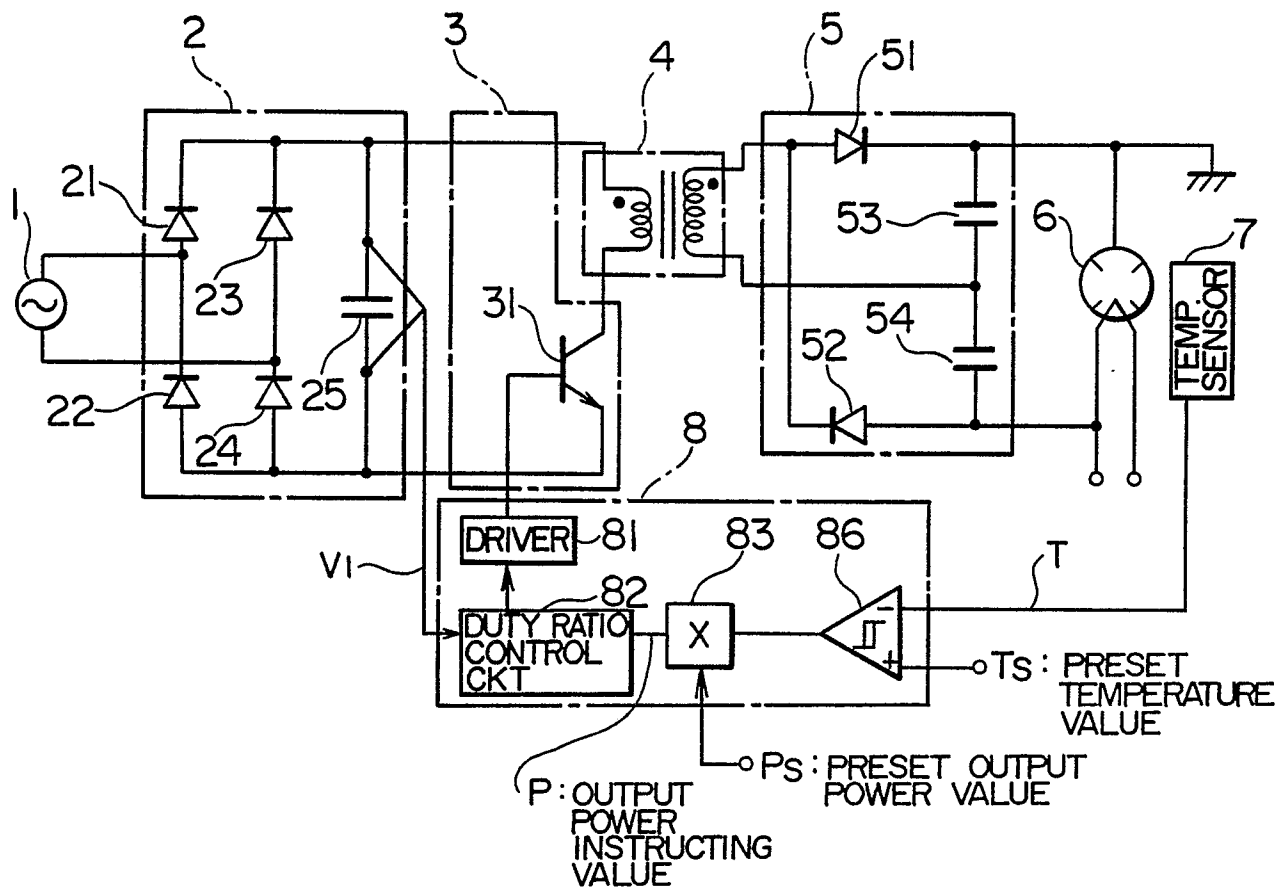 2
3
4
5
51
1
21
23
22
24
25
31
53
54
52
6
7
TEMP.
SENSOR
8
DRIVER
81
83
86
V1
82
T
DUTY RATIO
CONTROL
CKT
X
−
+
TS : PRESET
TEMPERATURE
VALUE
PS : PRESET OUTPUT
POWER VALUE
P : OUTPUT
POWER
INSTRUCTING
VALUE